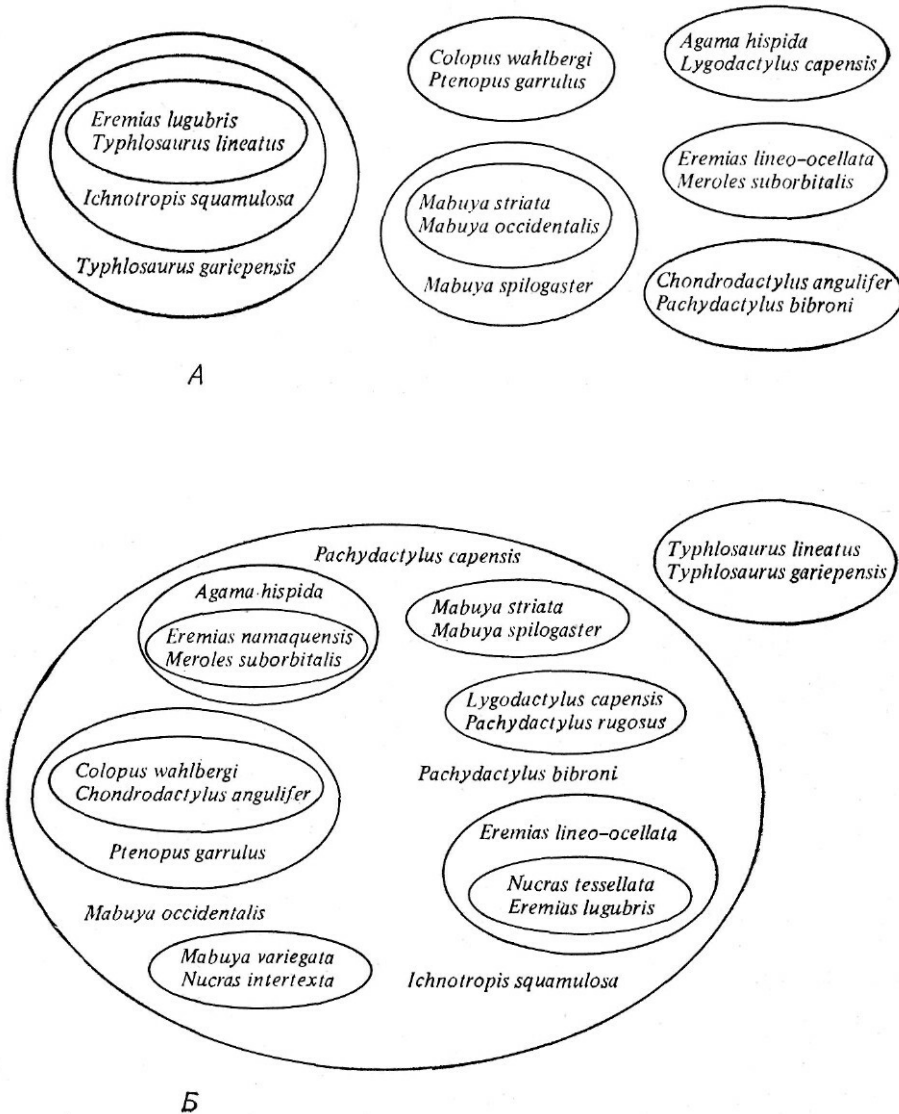 Eremias lugubris
Typhlosaurus lineatus
Ichnotropis squamulosa
Typhlosaurus gariepensis
Colopus wahlbergi
Ptenopus garrulus
Mabuya striata
Mabuya occidentalis
Mabuya spilogaster
Agama hispida
Lygodactylus capensis
Eremias lineo-ocellata
Meroles suborbitalis
Chondrodactylus angulifer
Pachydactylus bibroni
А
Pachydactylus capensis
Agama hispida
Eremias namaquensis
Meroles suborbitalis
Mabuya striata
Mabuya spilogaster
Typhlosaurus lineatus
Typhlosaurus gariepensis
Lygodactylus capensis
Pachydactylus rugosus
Colopus wahlbergi
Chondrodactylus angulifer
Ptenopus garrulus
Pachydactylus bibroni
Eremias lineo-ocellata
Nucras tessellata
Eremias lugubris
Mabuya occidentalis
Mabuya variegata
Nucras intertexta
Ichnotropis squamulosa
Б